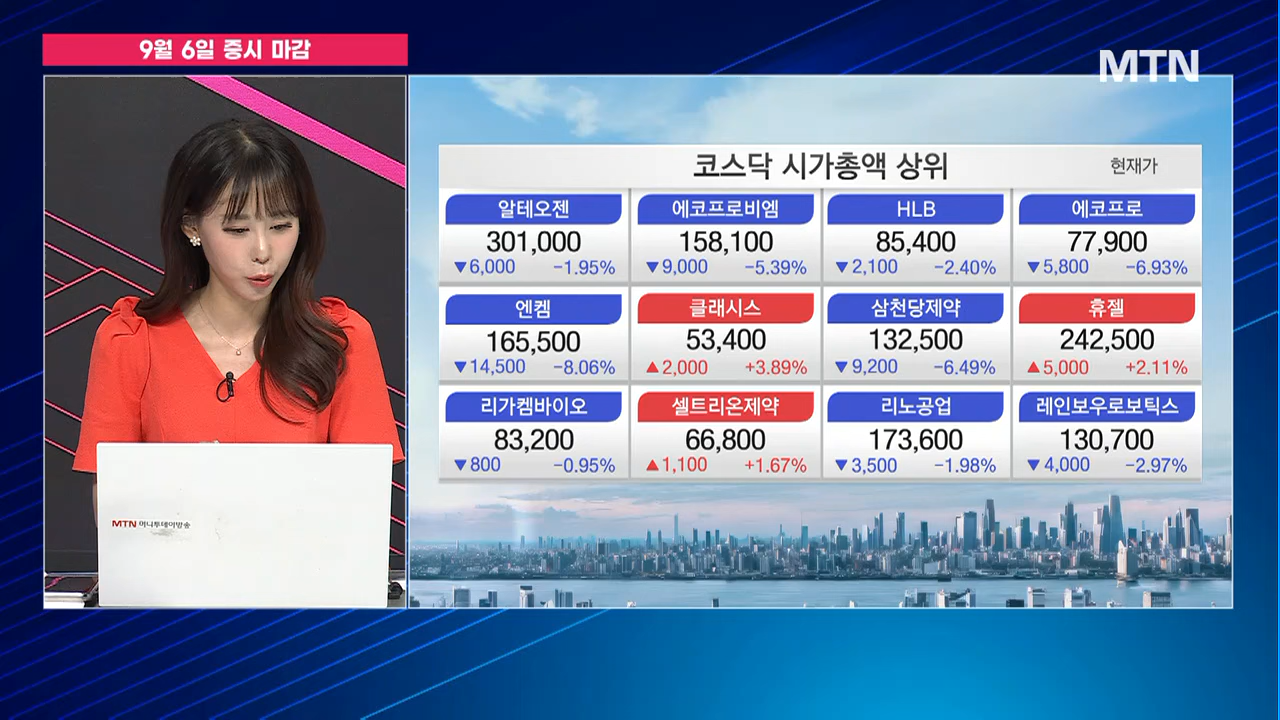 9월 6일 증시 마감
MTN
코스닥 시가총액 상위
현재가
알테오젠
301,000
▼6,000 -1.95%
에코프로비엠
158,100
▼9,000 -5.39%
HLB
85,400
▼2,100 -2.40%
에코프로
77,900
▼5,800 -6.93%
엔켐
165,500
▼14,500 -8.06%
클래시스
53,400
▲2,000 +3.89%
삼천당제약
132,500
▼9,200 -6.49%
휴젤
242,500
▲5,000 +2.11%
리가켐바이오
83,200
▼800 -0.95%
셀트리온제약
66,800
▲1,100 +1.67%
리노공업
173,600
▼3,500 -1.98%
레인보우로보틱스
130,700
▼4,000 -2.97%
MTN 머니투데이방송